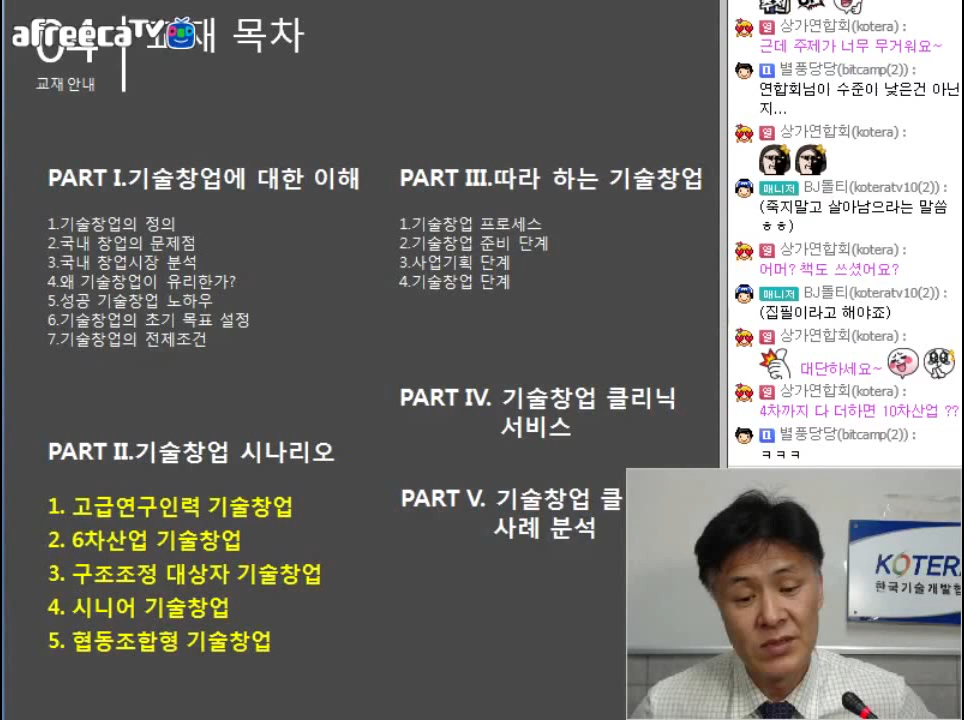 afreecaTV
교재 목차
교재 안내
PART I.기술창업에 대한 이해
1.기술창업의 정의
2.국내 창업의 문제점
3.국내 창업시장 분석
4.왜 기술창업이 유리한가?
5.성공 기술창업 노하우
6.기술창업의 초기 목표 설정
7.기술창업의 전제조건
PART II.기술창업 시나리오
1. 고급연구인력 기술창업
2. 6차산업 기술창업
3. 구조조정 대상자 기술창업
4. 시니어 기술창업
5. 협동조합형 기술창업
PART III.따라 하는 기술창업
1.기술창업 프로세스
2.기술창업 준비 단계
3.사업기획 단계
4.기술창업 단계
PART IV. 기술창업 클리닉
서비스
PART V. 기술창업 클
사례 분석
열 상가연합회(kotera) :
근데 주제가 너무 무거워요~
별풍당당(bitcamp(2)) :
연합회님이 수준이 낮은건 아닌
지...
열 상가연합회(kotera) :
매니저 BJ톨티(koteratv10(2)) :
(죽지말고 살아남으라는 말씀
ㅎㅎ)
열 상가연합회(kotera) :
어머? 책도 쓰셨어요?
매니저 BJ톨티(koteratv10(2)) :
(집필이라고 해야죠)
열 상가연합회(kotera) :
대단하세요~
열 상가연합회(kotera) :
4차까지 다 더하면 10차산업 ??
별풍당당(bitcamp(2)) :
ㅋㅋㅋ
KOTERA
한국기술개발협